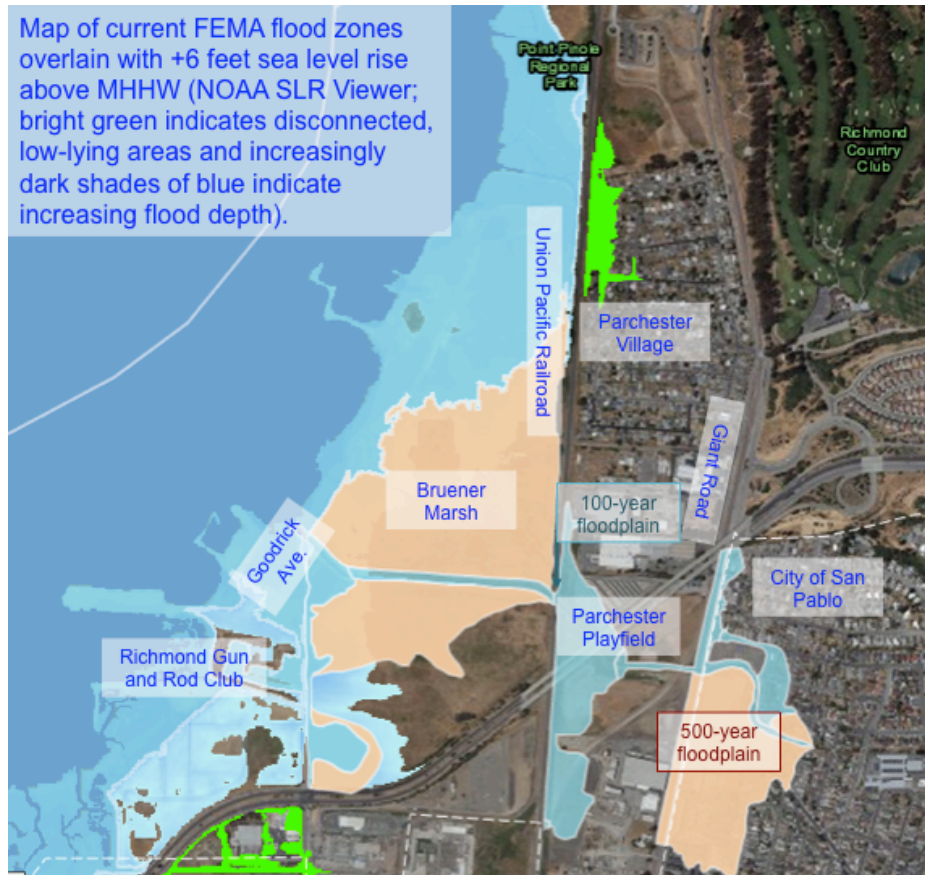 Map of current FEMA flood zones
overlain with +6 feet sea level rise
above MHHW (NOAA SLR Viewer;
bright green indicates disconnected,
low-lying areas and increasingly
dark shades of blue indicate
increasing flood depth).
Point Pinole
Regional
Park
Richmond
Country
Club
Union Pacific Railroad
Parchester
Village
Giant Road
Bruener
Marsh
100-year
floodplain
Goodrick
Ave.
City of San
Pablo
Parchester
Playfield
Richmond Gun
and Rod Club
500-year
floodplain